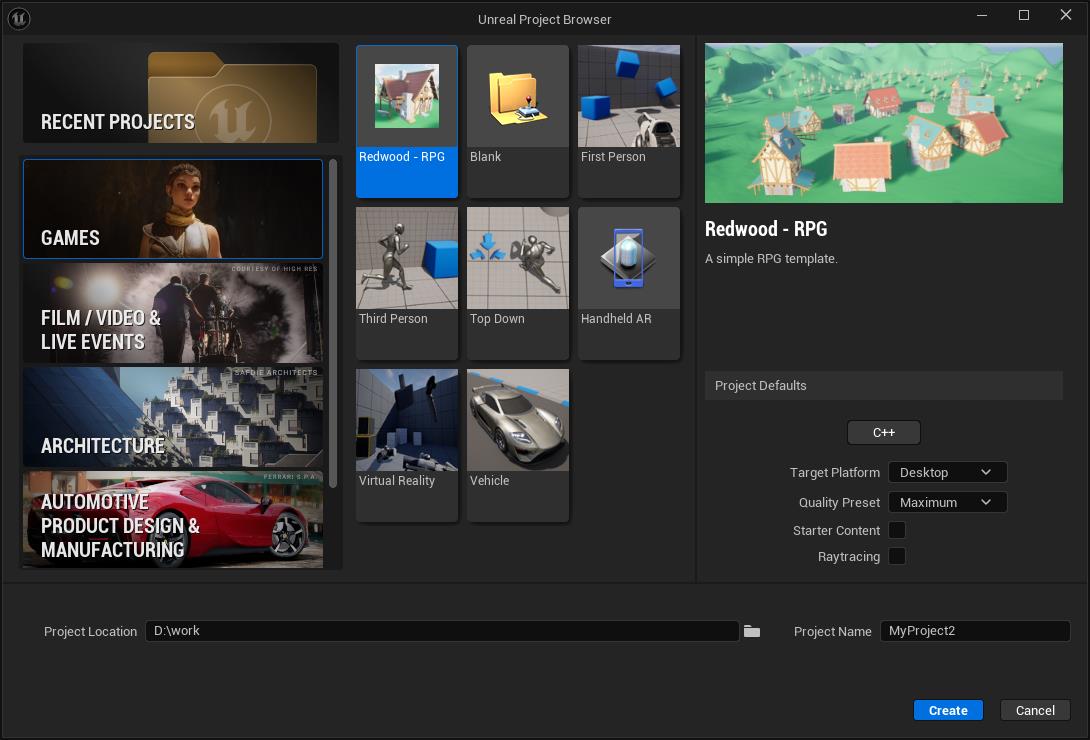 Unreal Project Browser
RECENT PROJECTS
GAMES
COURTESY OF HIGH RES
FILM / VIDEO &
LIVE EVENTS
SAFDIE ARCHITECTS
ARCHITECTURE
FERRARI S.P.A.
AUTOMOTIVE
PRODUCT DESIGN &
MANUFACTURING
Redwood - RPG
Blank
First Person
Third Person
Top Down
Handheld AR
Virtual Reality
Vehicle
Redwood - RPG
A simple RPG template.
Project Defaults
C++
Target Platform Desktop
Quality Preset Maximum
Starter Content
Raytracing
Project Location D:\work
Project Name MyProject2
Create
Cancel